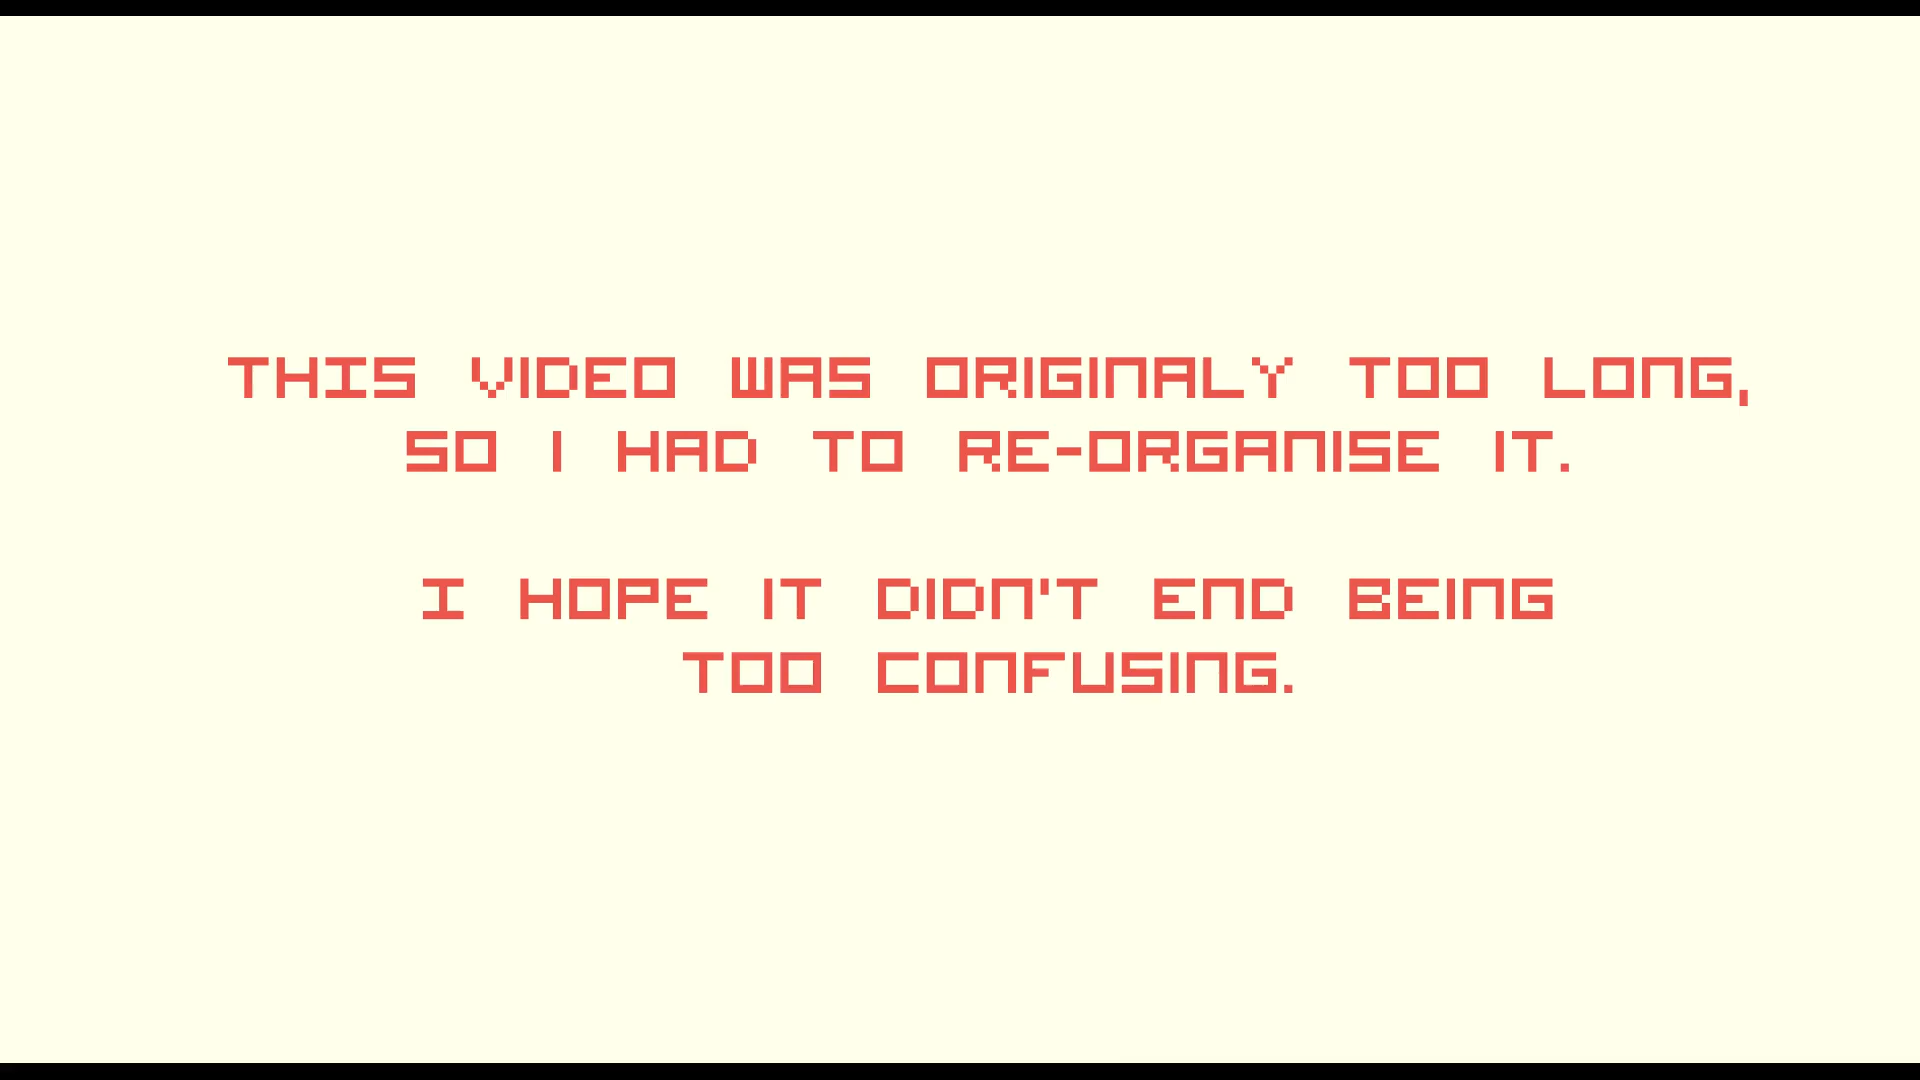 THIS VIDEO WAS ORIGINALY TOO LONG,
SO I HAD TO RE-ORGANISE IT.
I HOPE IT DIDN'T END BEING
TOO CONFUSING.